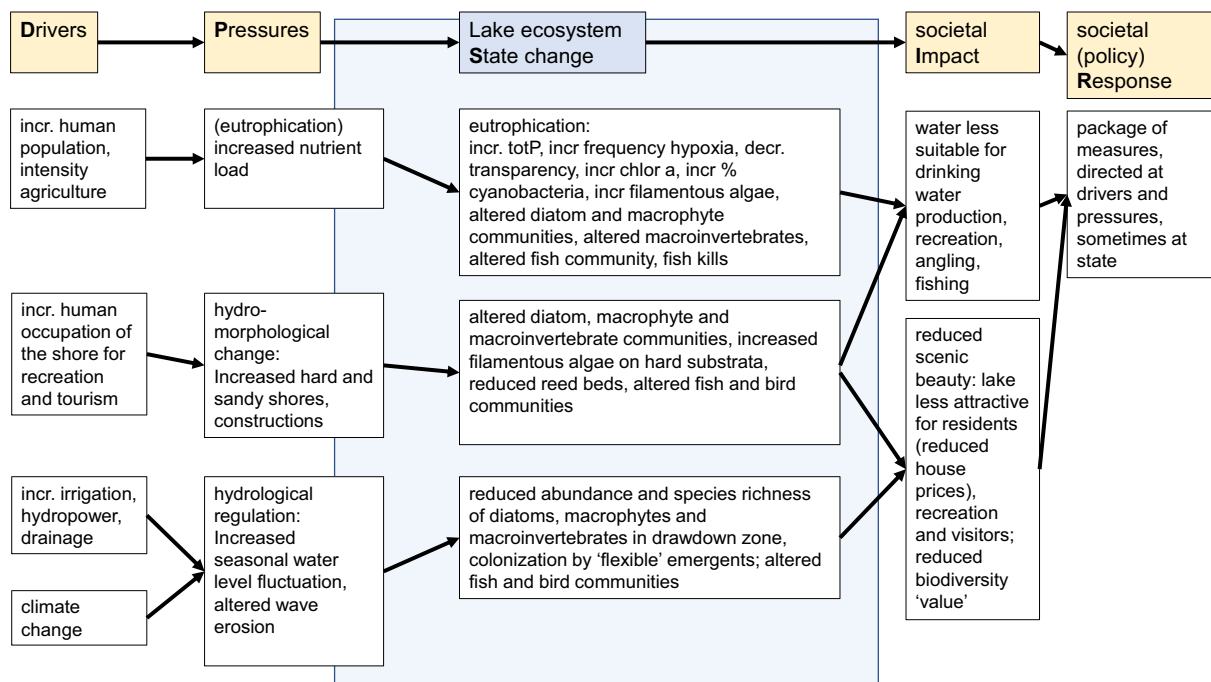 Drivers
Pressures
Lake ecosystem
State change
societal
Impact
societal
(policy)
Response
incr. human
population,
intensity
agriculture
(eutrophication)
increased nutrient
load
eutrophication:
incr. totP, incr frequency hypoxia, decr.
transparency, incr chlor a, incr %
cyanobacteria, incr filamentous algae,
altered diatom and macrophyte
communities, altered macroinvertebrates,
altered fish community, fish kills
water less
suitable for
drinking
water
production,
recreation,
angling,
fishing
package of
measures,
directed at
drivers and
pressures,
sometimes at
state
incr. human
occupation of
the shore for
recreation
and tourism
hydro-
morphological
change:
Increased hard and
sandy shores,
constructions
altered diatom, macrophyte and
macroinvertebrate communities, increased
filamentous algae on hard substrata,
reduced reed beds, altered fish and bird
communities
reduced
scenic
beauty: lake
less attractive
for residents
(reduced
house
prices),
recreation
and visitors;
reduced
biodiversity
‘value’
incr. irrigation,
hydropower,
drainage
climate
change
hydrological
regulation:
Increased
seasonal water
level fluctuation,
altered wave
erosion
reduced abundance and species richness
of diatoms, macrophytes and
macroinvertebrates in drawdown zone,
colonization by ‘flexible’ emergents; altered
fish and bird communities